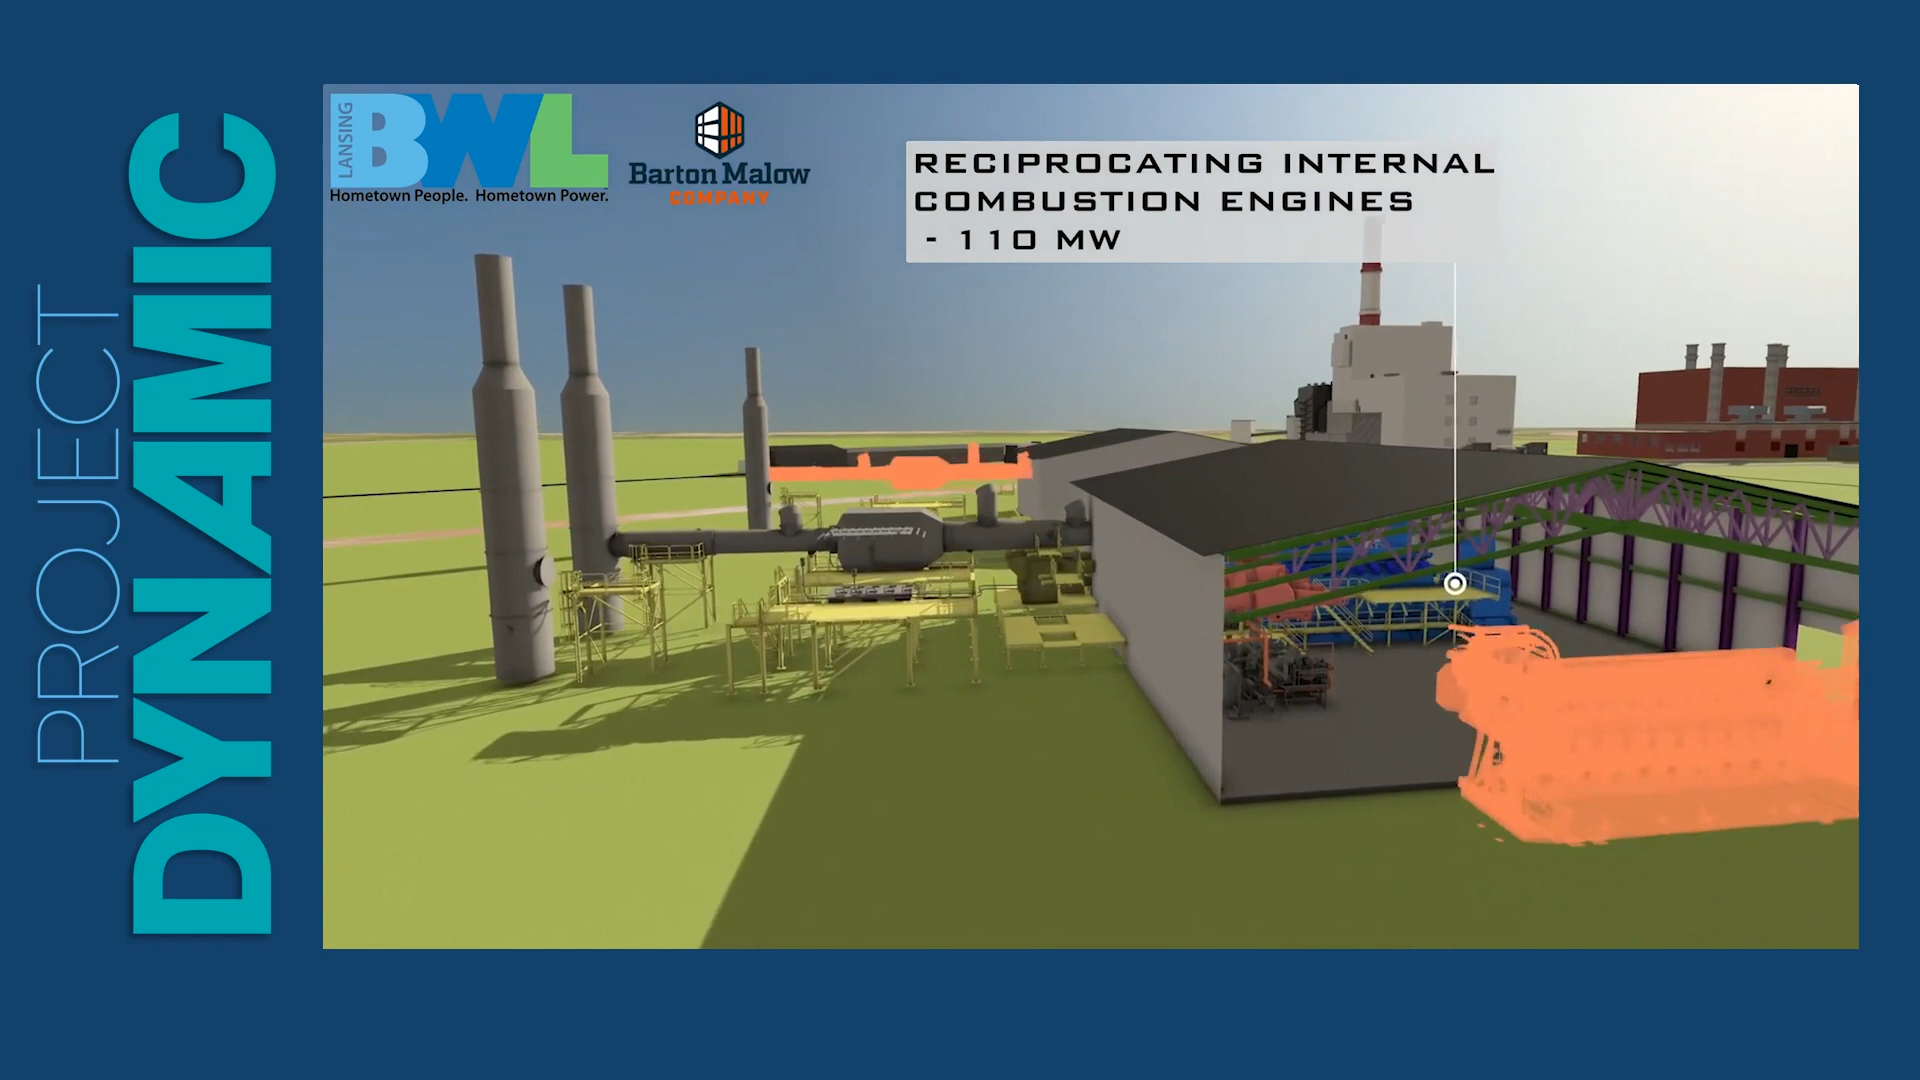 PROJECT
DYNAMIC
LANSING
BWL
Hometown People. Hometown Power.
Barton Malow
COMPANY
RECIPROCATING INTERNAL
COMBUSTION ENGINES
- 110 MW